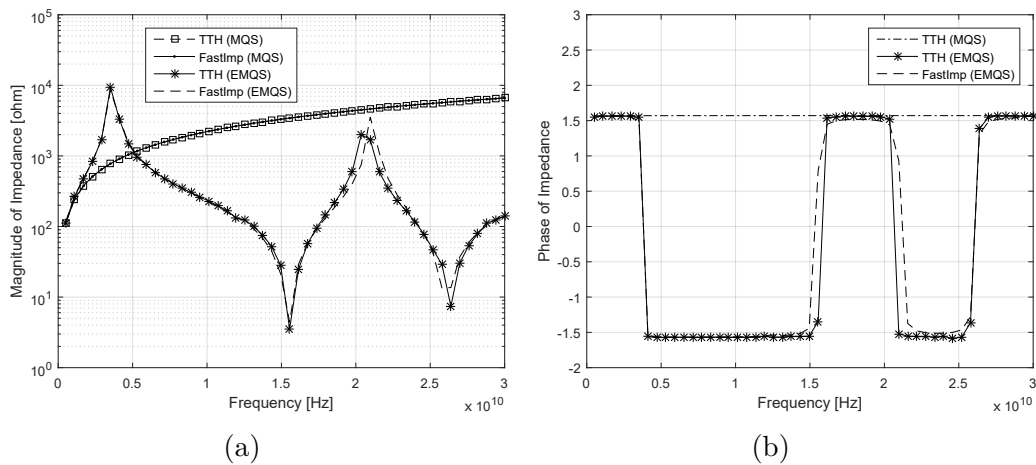 10^5
10^4
10^3
10^2
10^1
10^0
Magnitude of Impedance [ohm]
TTH (MQS)
FastImp (MQS)
TTH (EMQS)
FastImp (EMQS)
0 0.5 1 1.5 2 2.5 3
Frequency [Hz]
x 10^10
(a)
3
2.5
2
1.5
1
0.5
0
-0.5
-1
-1.5
-2
Phase of Impedance
TTH (MQS)
TTH (EMQS)
FastImp (EMQS)
0 0.5 1 1.5 2 2.5 3
Frequency [Hz]
x 10^10
(b)